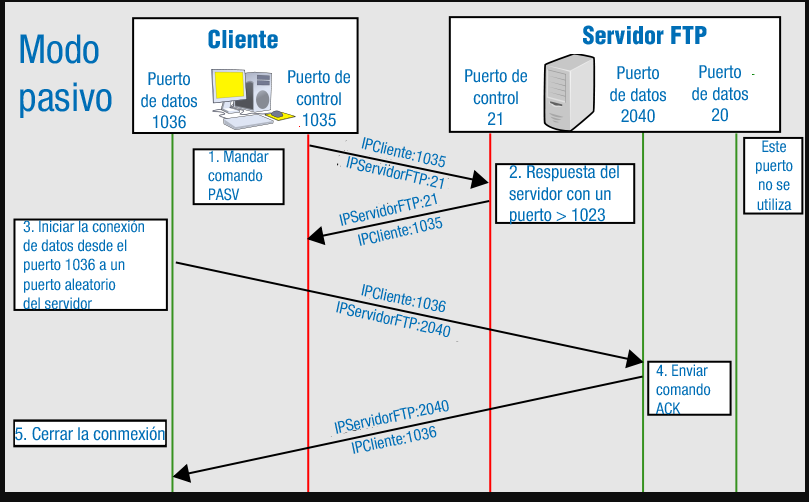 Modo
pasivo
Cliente
Puerto
de datos
1036
Puerto de
control
1035
Servidor FTP
Puerto de
control
21
Puerto
de datos
2040
Puerto
de datos
20
Este
puerto
no se
utiliza
1. Mandar
comando
PASV
IPCliente:1035
IPServidorFTP:21
2. Respuesta del
servidor con un
puerto > 1023
IPServidorFTP:21
IPCliente:1035
3. Iniciar la conexión
de datos desde el
puerto 1036 a un
puerto aleatorio
del servidor
IPCliente:1036
IPServidorFTP:2040
4. Enviar
comando
ACK
IPServidorFTP:2040
IPCliente:1036
5. Cerrar la conmexión